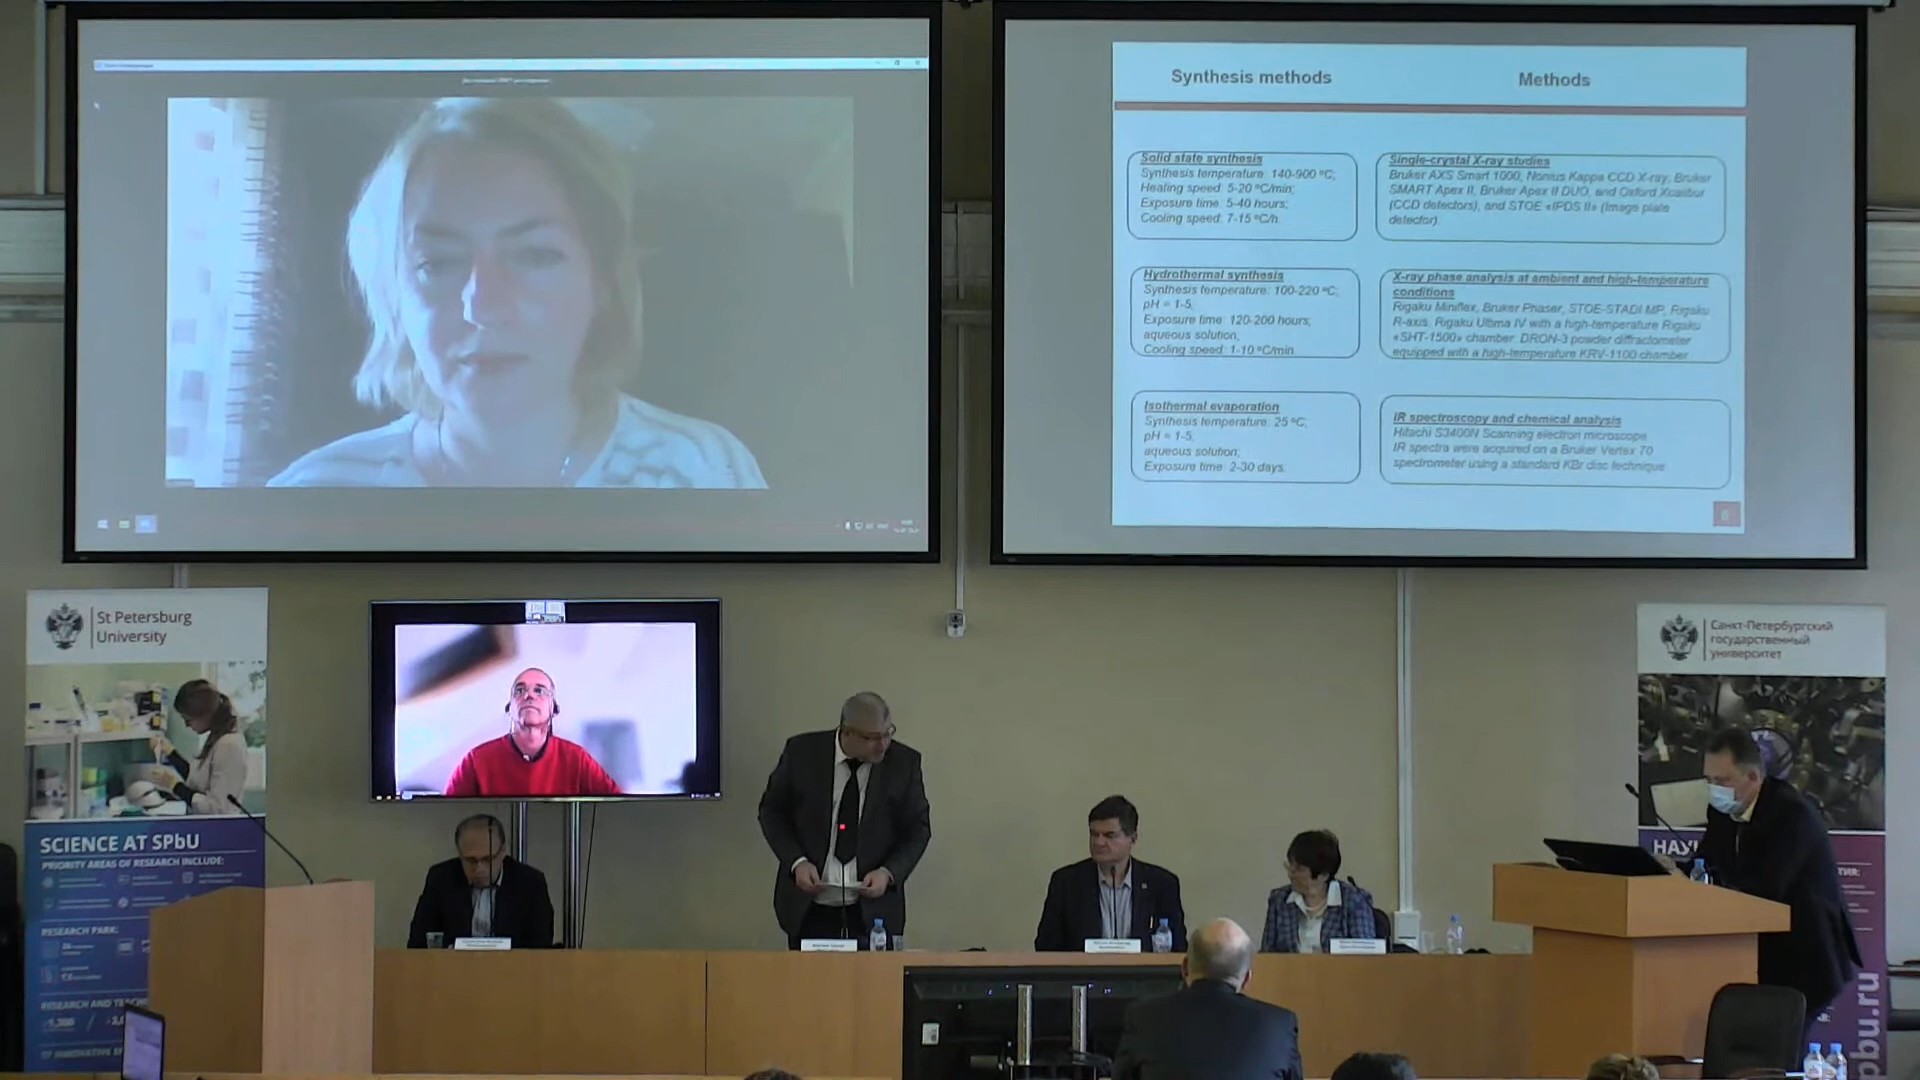 Synthesis methods
Methods
Solid state synthesis
Synthesis temperature: 140-900 ºC;
Heating speed: 5-20 ºC/min;
Exposure time: 5-40 hours;
Cooling speed: 7-15 ºC/h.
Single-crystal X-ray studies
Bruker AXS Smart 1000, Nonius Kappa CCD X-ray, Bruker
SMART Apex II, Bruker Apex II DUO, and Oxford Xcalibur
(CCD detectors), and STOE «IPDS II» (Image plate
detector).
Hydrothermal synthesis
Synthesis temperature: 100-220 ºC;
pH = 1-5;
Exposure time: 120-200 hours;
aqueous solution;
Cooling speed: 1-10 ºC/min
X-ray phase analysis at ambient and high-temperature
conditions
Rigaku Miniflex, Bruker Phaser, STOE-STADI MP, Rigaku
R-axis, Rigaku Ultima IV with a high-temperature Rigaku
«SHT-1500» chamber. DRON-3 powder diffractometer
equipped with a high-temperature KRV-1100 chamber
Isothermal evaporation
Synthesis temperature: 25 ºC;
pH = 1-5;
aqueous solution;
Exposure time: 2-30 days.
IR spectroscopy and chemical analysis
Hitachi S3400N Scanning electron microscope
IR spectra were acquired on a Bruker Vertex 70
spectrometer using a standard KBr disc technique
6
St Petersburg
University
SCIENCE AT SPbU
PRIORITY AREAS OF RESEARCH INCLUDE:
RESEARCH PARK:
RESEARCH AND
Санкт-Петербургский
государственный
университет